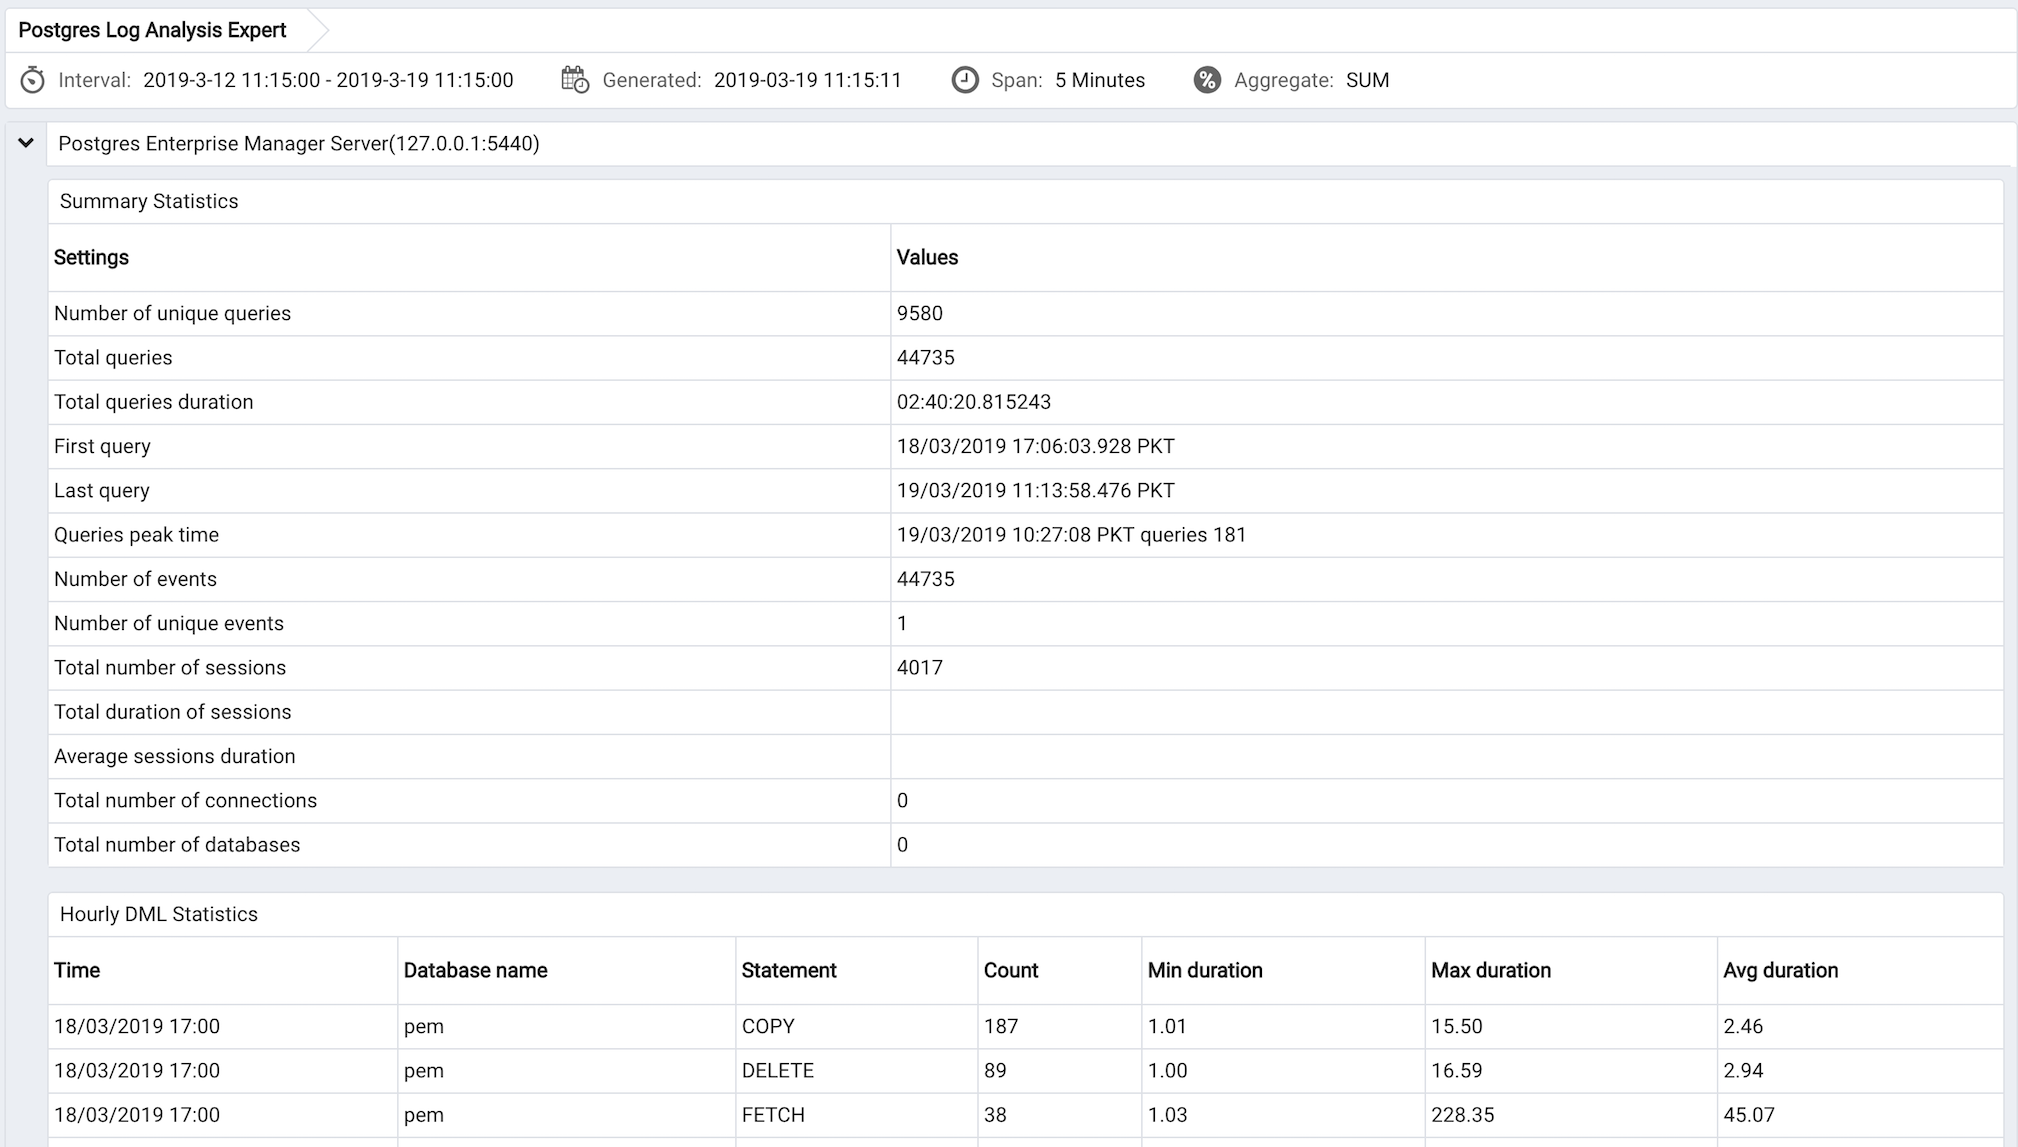 Postgres Log Analysis Expert
Interval: 2019-3-12 11:15:00 - 2019-3-19 11:15:00 Generated: 2019-03-19 11:15:11 Span: 5 Minutes % Aggregate: SUM
Postgres Enterprise Manager Server(127.0.0.1:5440)
Summary Statistics
Settings Values
Number of unique queries 9580
Total queries 44735
Total queries duration 02:40:20.815243
First query 18/03/2019 17:06:03.928 PKT
Last query 19/03/2019 11:13:58.476 PKT
Queries peak time 19/03/2019 10:27:08 PKT queries 181
Number of events 44735
Number of unique events 1
Total number of sessions 4017
Total duration of sessions
Average sessions duration
Total number of connections 0
Total number of databases 0
Hourly DML Statistics
Time Database name Statement Count Min duration Max duration Avg duration
18/03/2019 17:00 pem COPY 187 1.01 15.50 2.46
18/03/2019 17:00 pem DELETE 89 1.00 16.59 2.94
18/03/2019 17:00 pem FETCH 38 1.03 228.35 45.07